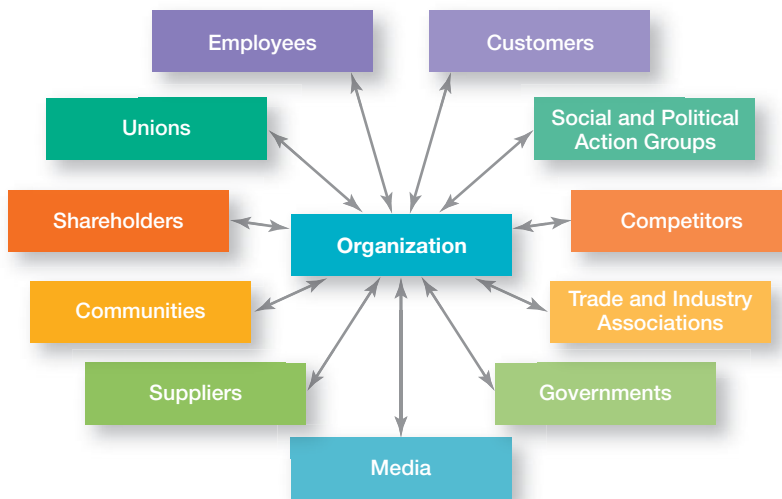 Employees
Customers
Unions
Social and Political
Action Groups
Shareholders
Organization
Competitors
Communities
Trade and Industry
Associations
Suppliers
Governments
Media